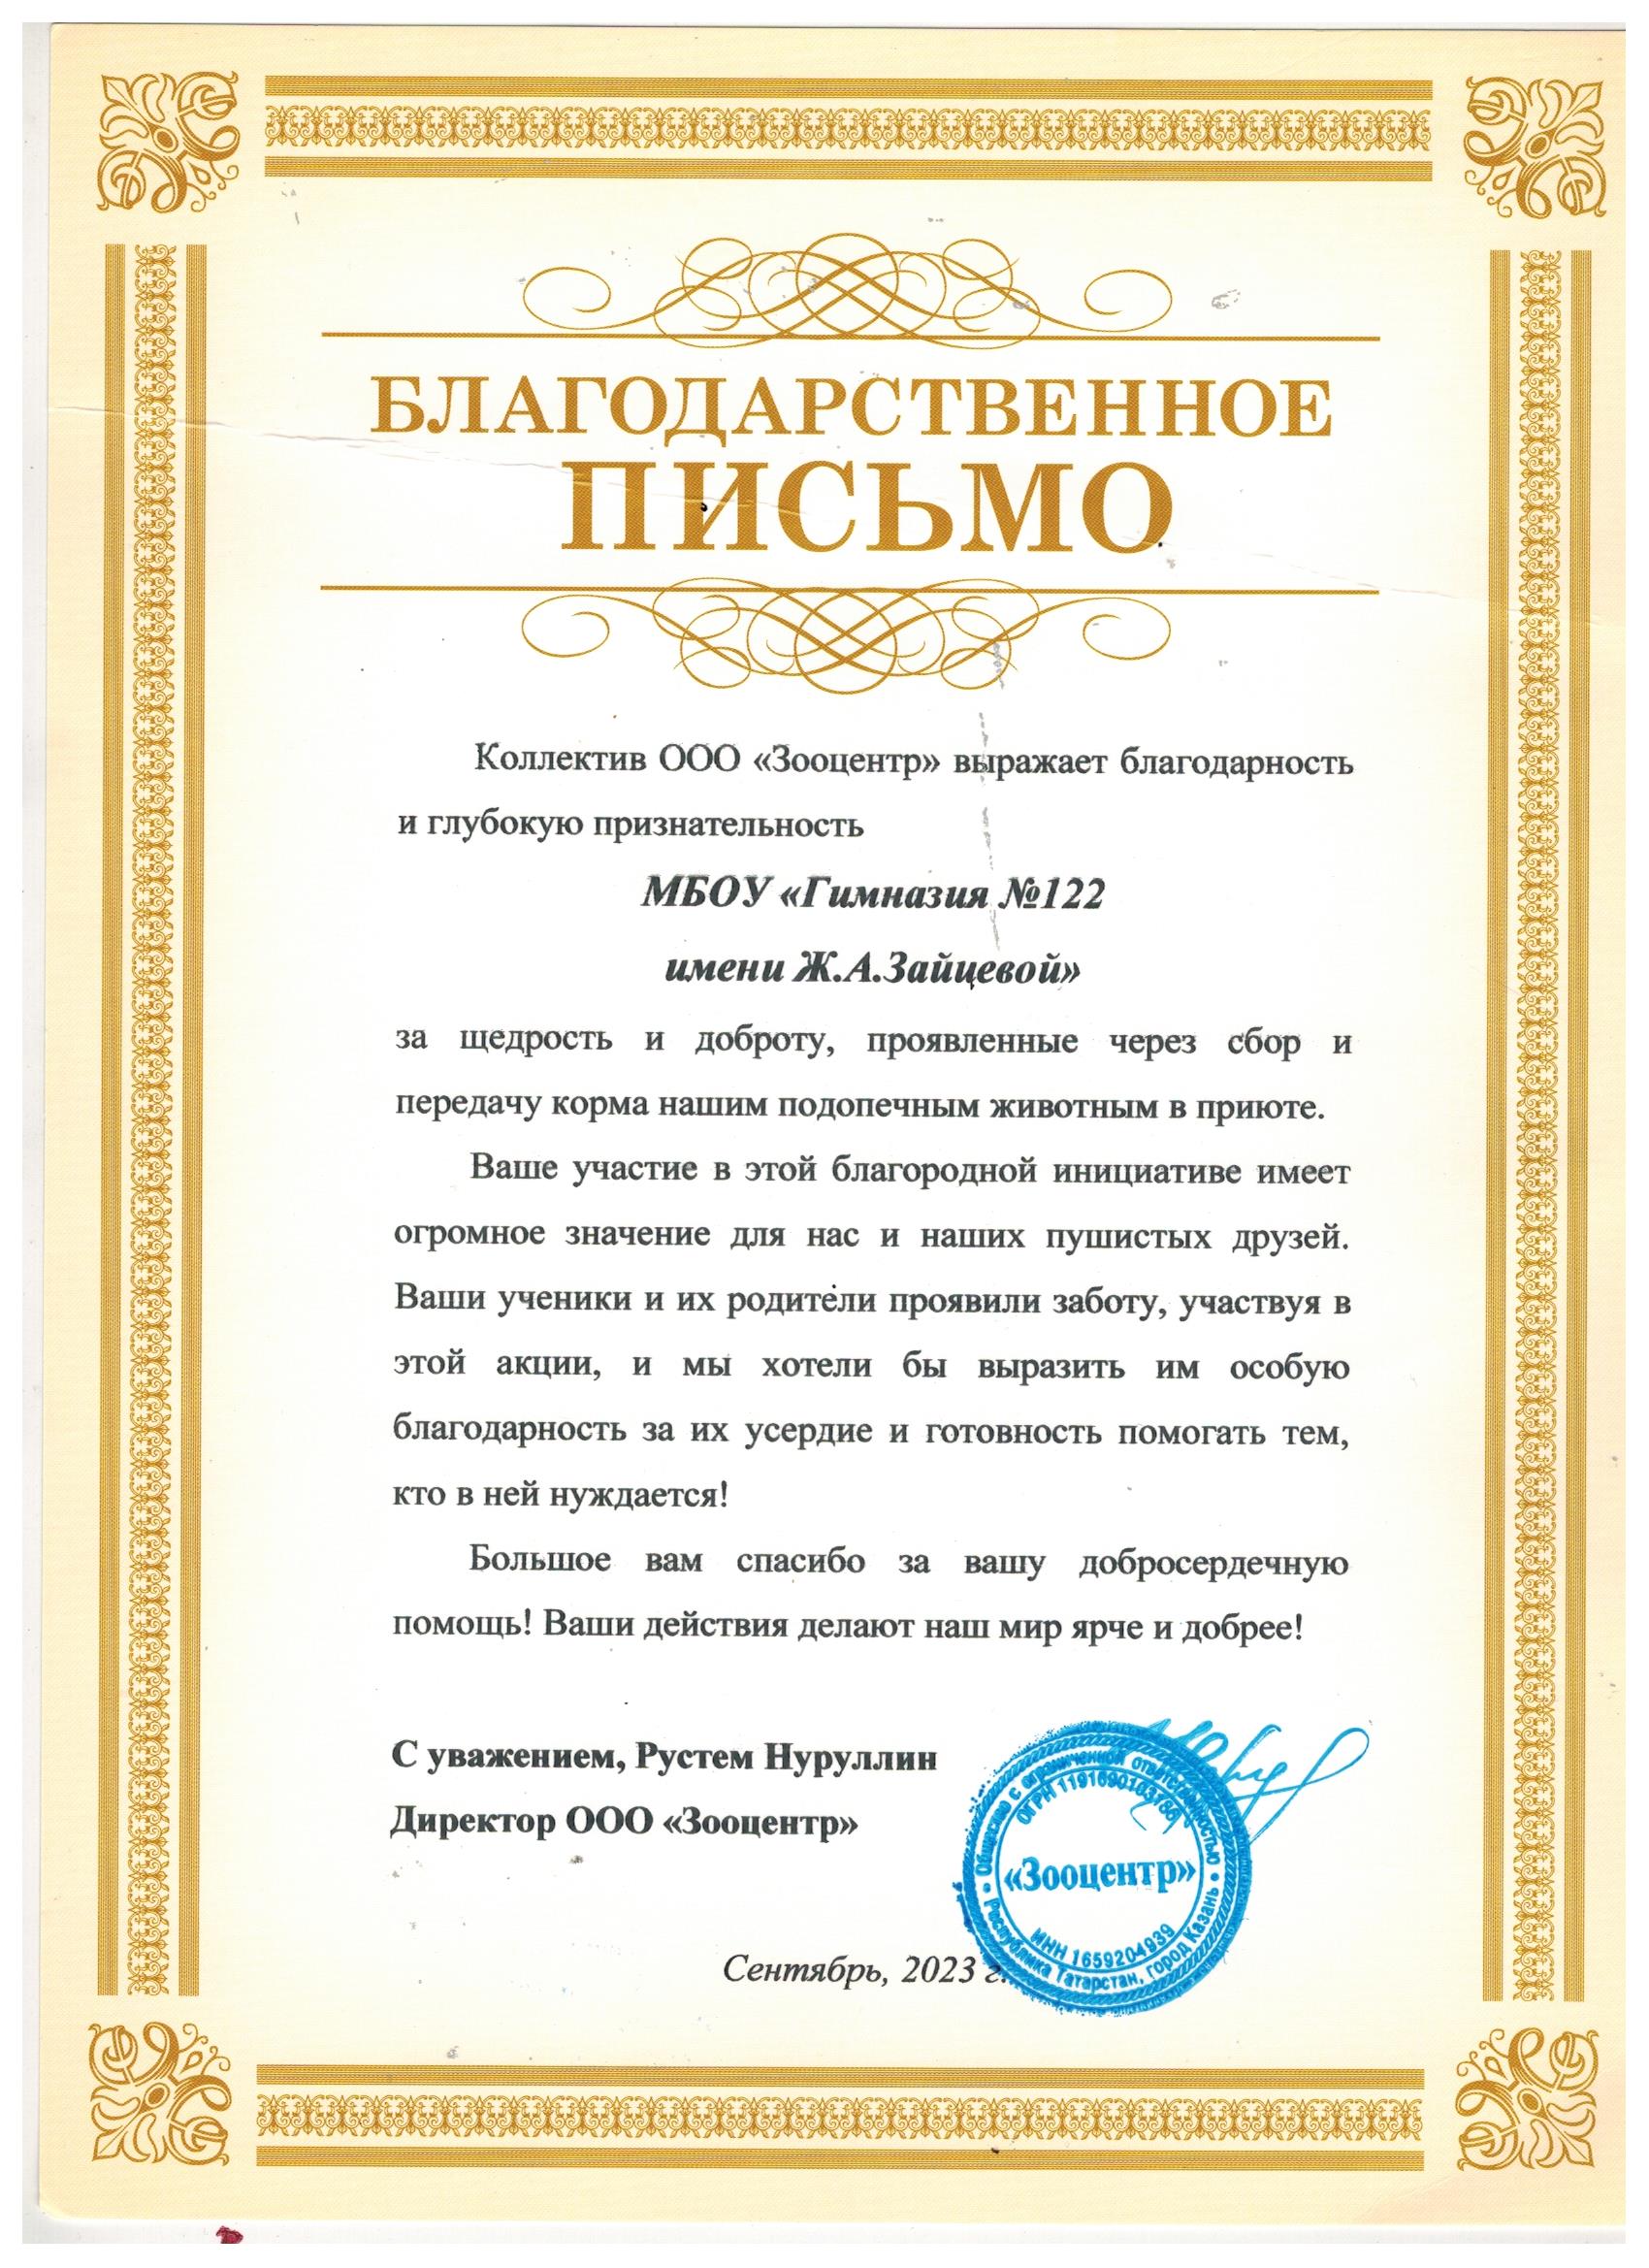 БЛАГОДАРСТВЕННОЕ
ПИСЬМО
Коллектив ООО «Зооцентр» выражает благодарность
и глубокую признательность
МБОУ «Гимназия №122
имени Ж.А.Зайцевой»
за щедрость и доброту, проявленные через сбор и
передачу корма нашим подопечным животным в приюте.
Ваше участие в этой благородной инициативе имеет
огромное значение для нас и наших пушистых друзей.
Ваши ученики и их родители проявили заботу, участвуя в
этой акции, и мы хотели бы выразить им особую
благодарность за их усердие и готовность помогать тем,
кто в ней нуждается!
Большое вам спасибо за вашу добросердечную
помощь! Ваши действия делают наш мир ярче и добрее!
С уважением, Рустем Нуруллин
Директор ООО «Зооцентр»
Общество с ограниченной ответственностью
ОГРН
«Зооцентр»
ИНН 1659204939
Республика Татарстан, город Казань
Сентябрь, 2023 г.